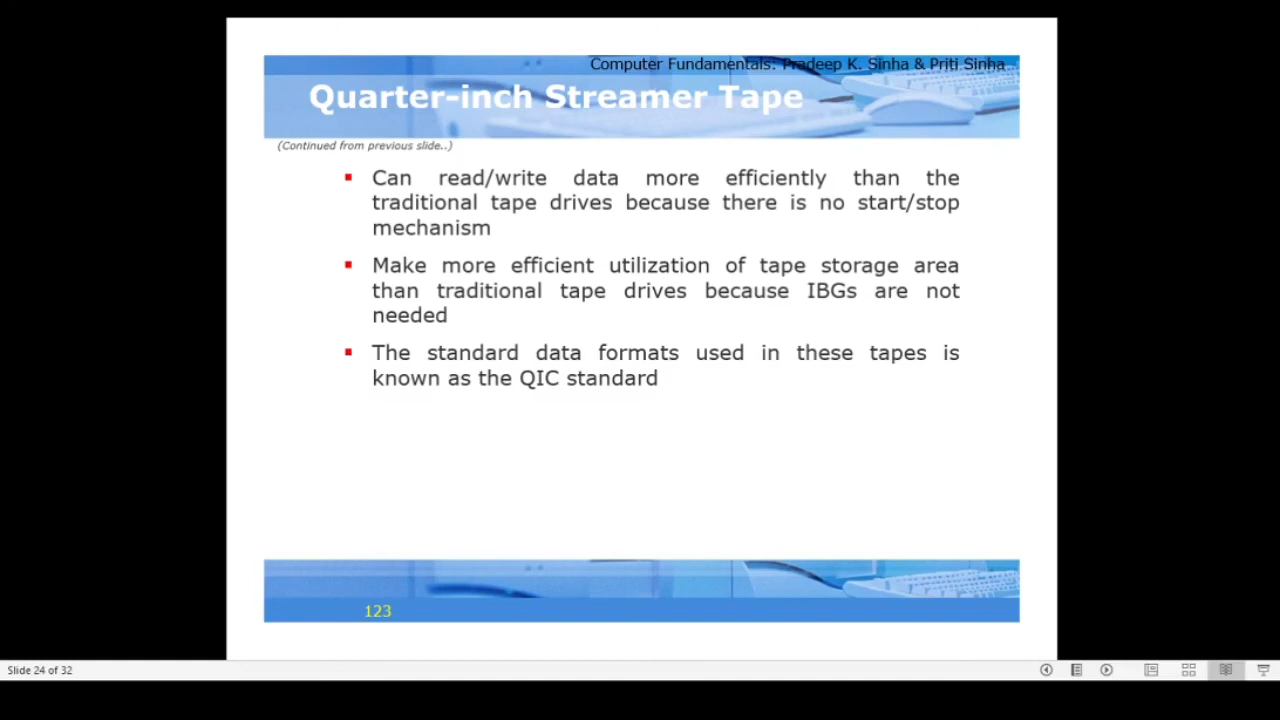 Computer Fundamentals: Pradeep K. Sinha & Priti Sinha
Quarter-inch Streamer Tape
(Continued from previous slide..)
▪ Can read/write data more efficiently than the
traditional tape drives because there is no start/stop
mechanism
▪ Make more efficient utilization of tape storage area
than traditional tape drives because IBGs are not
needed
▪ The standard data formats used in these tapes is
known as the QIC standard
123
Slide 24 of 32